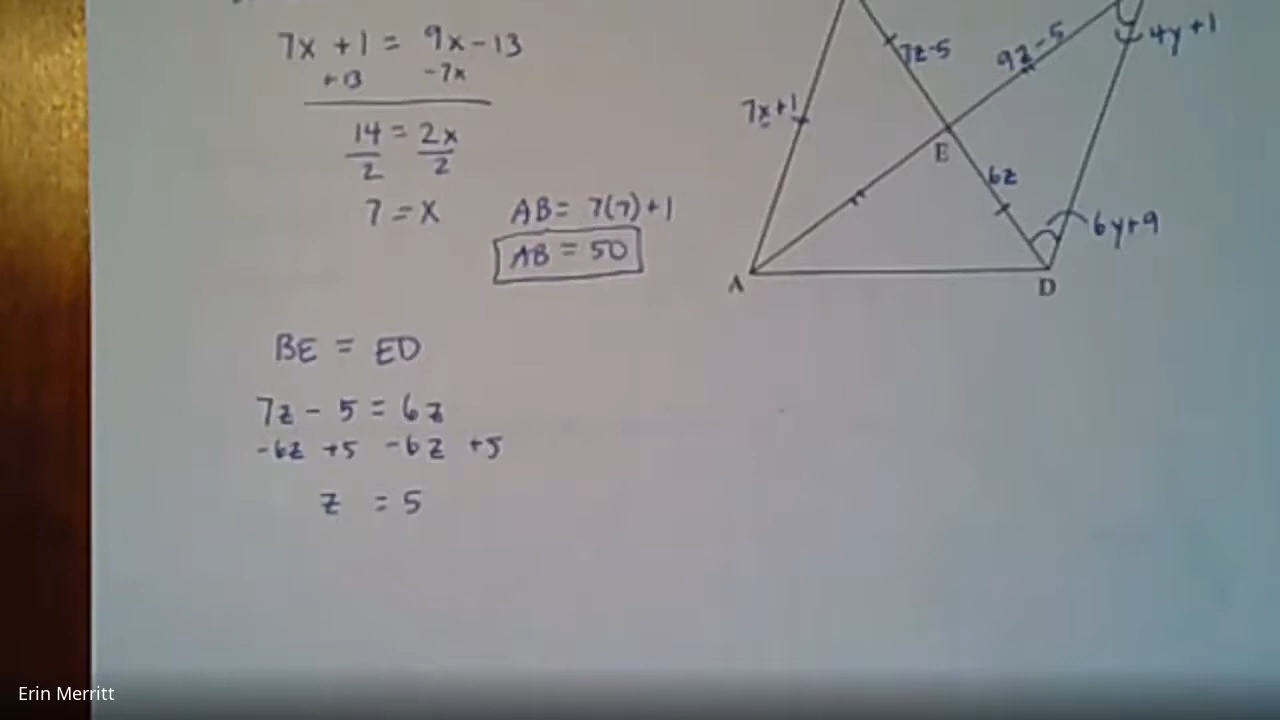 7x + 1 = 9x - 13
+13 -7x
14 = 2x
2 2
7 = x
AB = 7(7) + 1
AB = 50
BE = ED
7z - 5 = 6z
-6z +5 -6z +5
z = 5
7z-5
9z-5
4y+1
7x+1
E
6z
6y+9
A
D
Erin Merritt